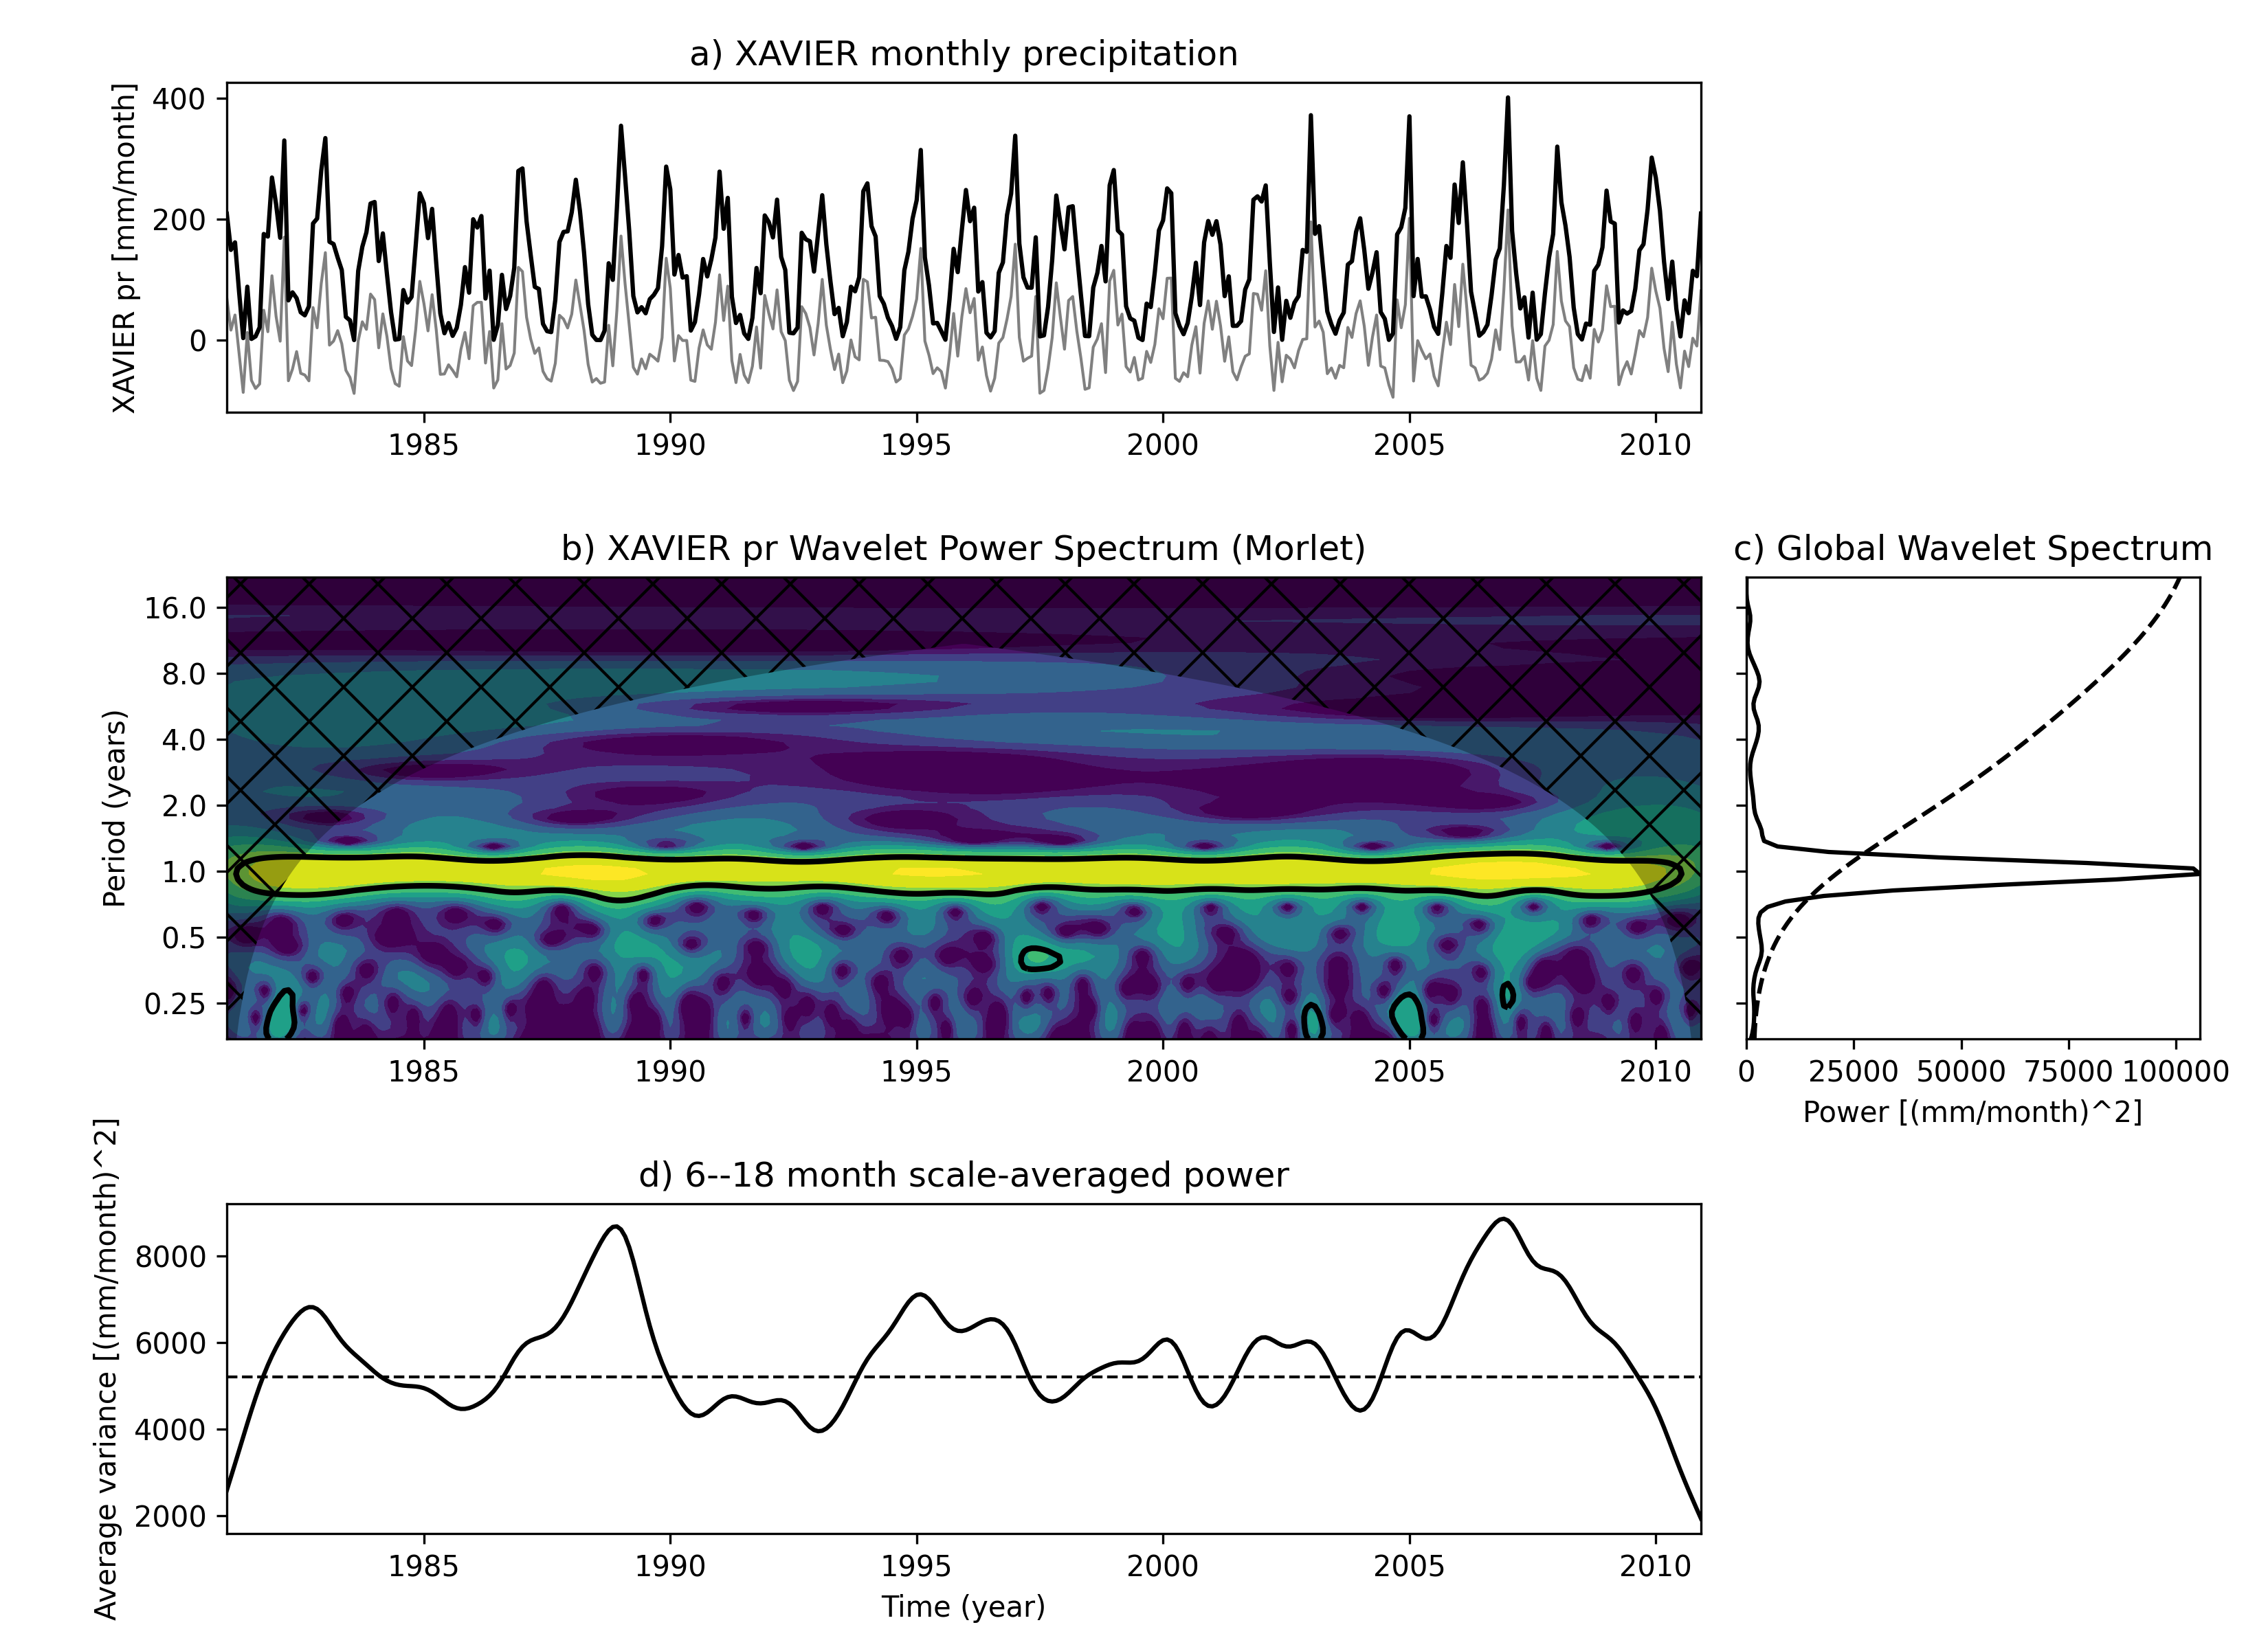 a) XAVIER monthly precipitation
XAVIER pr [mm/month]
400
200
0
1985 1990 1995 2000 2005 2010
b) XAVIER pr Wavelet Power Spectrum (Morlet)
Period (years)
16.0
8.0
4.0
2.0
1.0
0.5
0.25
1985 1990 1995 2000 2005 2010
c) Global Wavelet Spectrum
0 25000 50000 75000 100000
Power [(mm/month)^2]
d) 6--18 month scale-averaged power
Average variance [(mm/month)^2]
8000
6000
4000
2000
1985 1990 1995 2000 2005 2010
Time (year)